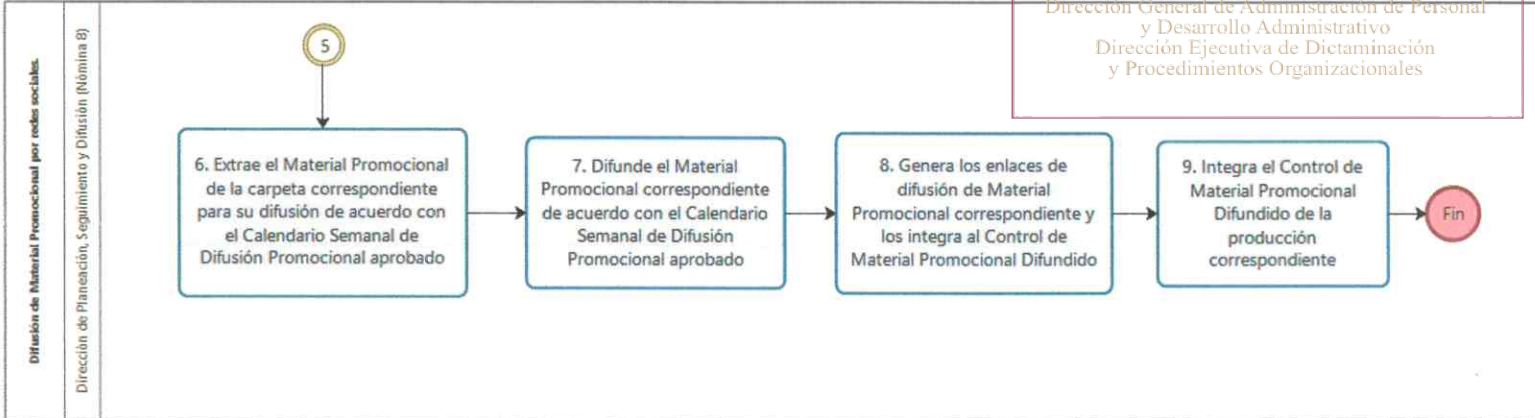 Dirección General de Administración de Personal
y Desarrollo Administrativo
Dirección Ejecutiva de Dictaminación
y Procedimientos Organizacionales
Difusión de Material Promocional por redes sociales.
Dirección de Planeación, Seguimiento y Difusión (Nómina 8)
5
6. Extrae el Material Promocional
de la carpeta correspondiente
para su difusión de acuerdo con
el Calendario Semanal de
Difusión Promocional aprobado
7. Difunde el Material
Promocional correspondiente
de acuerdo con el Calendario
Semanal de Difusión
Promocional aprobado
8. Genera los enlaces de
difusión de Material
Promocional correspondiente y
los integra al Control de
Material Promocional Difundido
9. Integra el Control de
Material Promocional
Difundido de la
producción
correspondiente
Fin